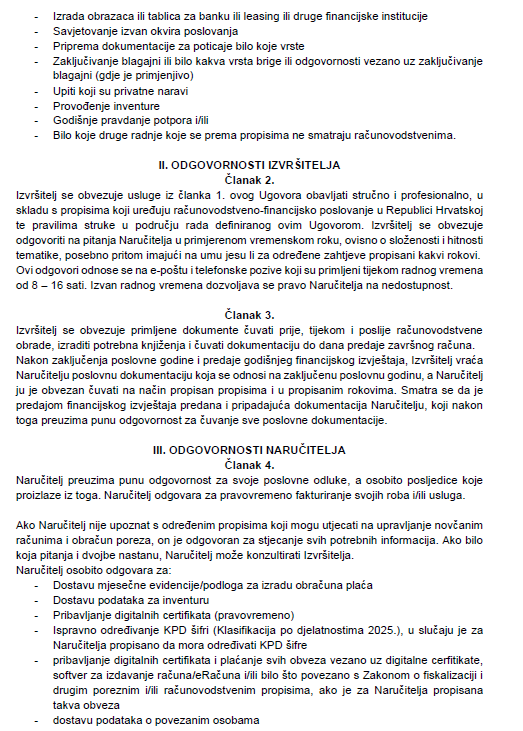 - Izrada obrazaca ili tablica za banku ili leasing ili druge financijske institucije
- Savjetovanje izvan okvira poslovanja
- Priprema dokumentacije za poticaje bilo koje vrste
- Zaključivanje blagajni ili bilo kakva vrsta brige ili odgovornosti vezano uz zaključivanje
blagajni (gdje je primjenjivo)
- Upiti koji su privatne naravi
- Provođenje inventure
- Godišnje pravdanje potpora i/ili
- Bilo koje druge radnje koje se prema propisima ne smatraju računovodstvenima.
II. ODGOVORNOSTI IZVRŠITELJA
Članak 2.
Izvršitelj se obvezuje usluge iz članka 1. ovog Ugovora obavljati stručno i profesionalno, u
skladu s propisima koji uređuju računovodstveno-financijsko poslovanje u Republici Hrvatskoj
te pravilima struke u području rada definiranog ovim Ugovorom. Izvršitelj se obvezuje
odgovoriti na pitanja Naručitelja u primjerenom vremenskom roku, ovisno o složenosti i hitnosti
tematike, posebno pritom imajući na umu jesu li za određene zahtjeve propisani kakvi rokovi.
Ovi odgovori odnose se na e-poštu i telefonske pozive koji su primljeni tijekom radnog vremena
od 8 – 16 sati. Izvan radnog vremena dozvoljava se pravo Naručitelja na nedostupnost.
Članak 3.
Izvršitelj se obvezuje primljene dokumente čuvati prije, tijekom i poslije računovodstvene
obrade, izraditi potrebna knjiženja i čuvati dokumentaciju do dana predaje završnog računa.
Nakon zaključenja poslovne godine i predaje godišnjeg financijskog izvještaja, Izvršitelj vraća
Naručitelju poslovnu dokumentaciju koja se odnosi na zaključenu poslovnu godinu, a Naručitelj
ju je obvezan čuvati na način propisan propisima i u propisanim rokovima. Smatra se da je
predajom financijskog izvještaja predana i pripadajuća dokumentacija Naručitelju, koji nakon
toga preuzima punu odgovornost za čuvanje sve poslovne dokumentacije.
III. ODGOVORNOSTI NARUČITELJA
Članak 4.
Naručitelj preuzima punu odgovornost za svoje poslovne odluke, a osobito posljedice koje
proizlaze iz toga. Naručitelj odgovara za pravovremeno fakturiranje svojih roba i/ili usluga.
Ako Naručitelj nije upoznat s određenim propisima koji mogu utjecati na upravljanje novčanim
računima i obračun poreza, on je odgovoran za stjecanje svih potrebnih informacija. Ako bilo
koja pitanja i dvojbe nastanu, Naručitelj može konzultirati Izvršitelja.
Naručitelj osobito odgovara za:
- Dostavu mjesečne evidencije/podloga za izradu obračuna plaća
- Dostavu podataka za inventuru
- Pribavljanje digitalnih certifikata (pravovremeno)
- Ispravno određivanje KPD šifri (Klasifikacija po djelatnostima 2025.), u slučaju je za
Naručitelja propisano da mora određivati KPD šifre
- pribavljanje digitalnih certifikata i plaćanje svih obveza vezano uz digitalne cerfitikate,
softver za izdavanje računa/eRačuna i/ili bilo što povezano s Zakonom o fiskalizaciji i
drugim poreznim i/ili računovodstvenim propisima, ako je za Naručitelja propisana
takva obveza
- dostavu podataka o povezanim osobama